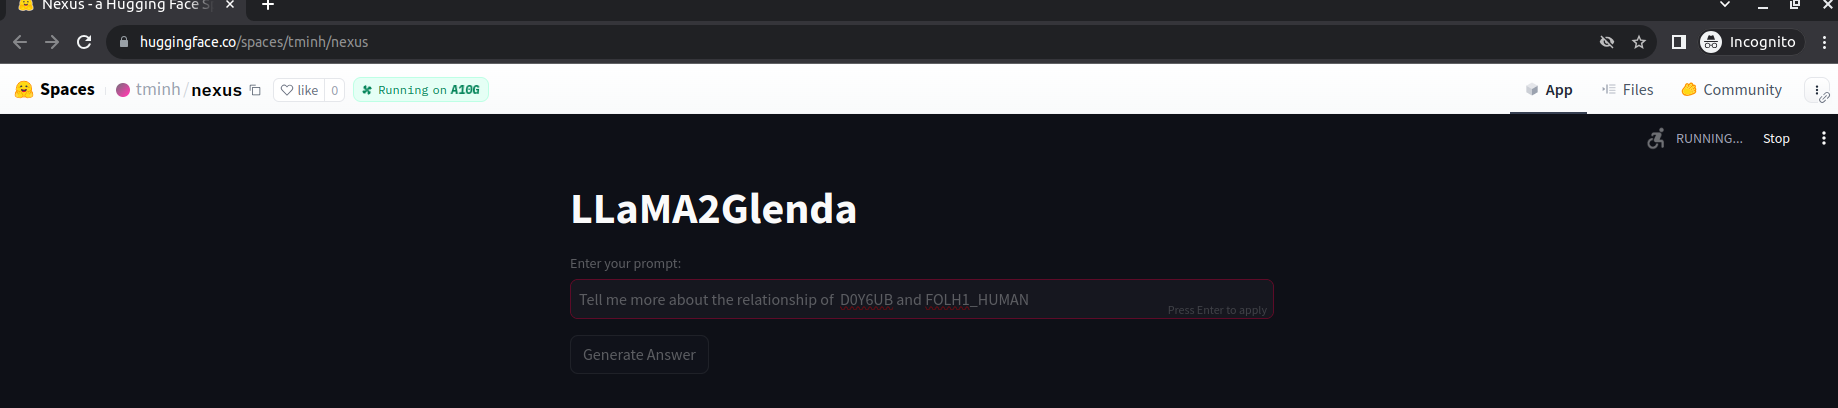 Nexus - a Hugging Face S
huggingface.co/spaces/tminh/nexus
Incognito
Spaces tminh/nexus like 0 Running on A10G
App Files Community
RUNNING... Stop
LLaMA2Glenda
Enter your prompt:
Tell me more about the relationship of D0Y6UB and FOLH1_HUMAN
Press Enter to apply
Generate Answer